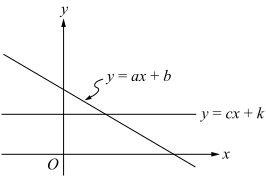 y
y = ax + b
y = cx + k
O
x